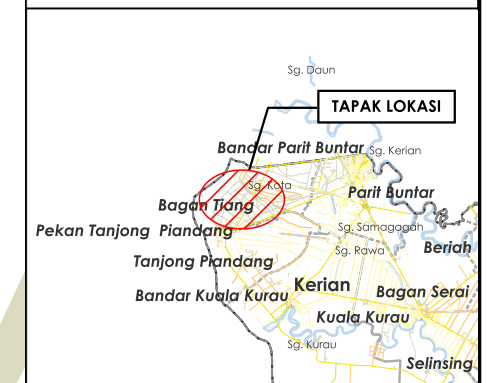 Sg. Daun
TAPAK LOKASI
Bandar Parit Buntar
Sg. Kerian
Sg. Kota
Parit Buntar
Bagan Tiang
Sg. Samagagah
Pekan Tanjong Piandang
Beriah
Sg. Rawa
Tanjong Piandang
Kerian
Bagan Serai
Bandar Kuala Kurau
Kuala Kurau
Sg. Kurau
Selinsing